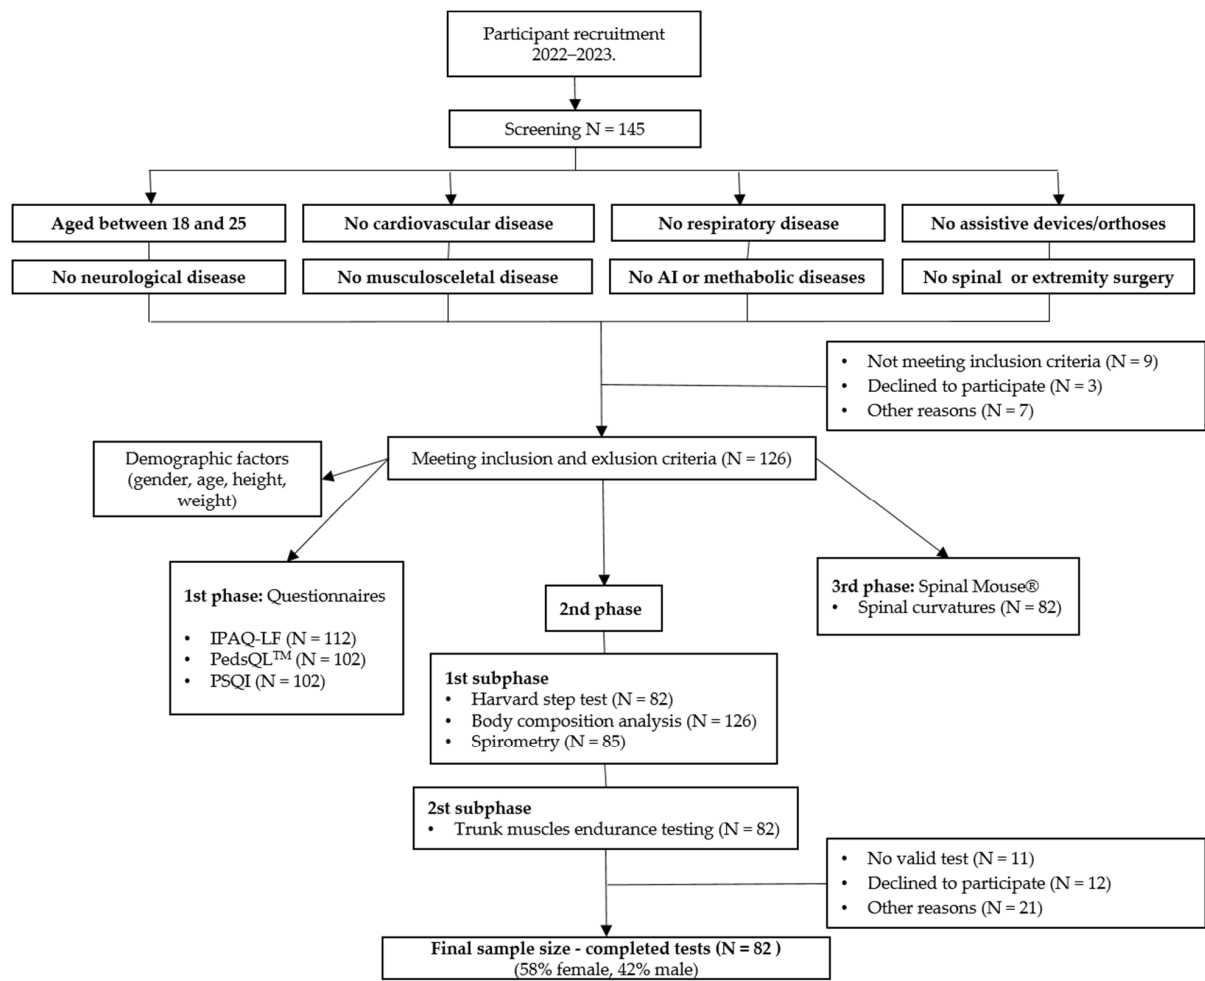 Participant recruitment
2022–2023.
Screening N = 145
Aged between 18 and 25
No cardiovascular disease
No respiratory disease
No assistive devices/orthoses
No neurological disease
No musculosceletal disease
No AI or methabolic diseases
No spinal or extremity surgery
• Not meeting inclusion criteria (N = 9)
• Declined to participate (N = 3)
• Other reasons (N = 7)
Meeting inclusion and exlusion criteria (N = 126)
Demographic factors
(gender, age, height,
weight)
1st phase: Questionnaires
• IPAQ-LF (N = 112)
• PedsQL™ (N = 102)
• PSQI (N = 102)
2nd phase
3rd phase: Spinal Mouse®
• Spinal curvatures (N = 82)
1st subphase
• Harvard step test (N = 82)
• Body composition analysis (N = 126)
• Spirometry (N = 85)
2st subphase
• Trunk muscles endurance testing (N = 82)
• No valid test (N = 11)
• Declined to participate (N = 12)
• Other reasons (N = 21)
Final sample size - completed tests (N = 82 )
(58% female, 42% male)